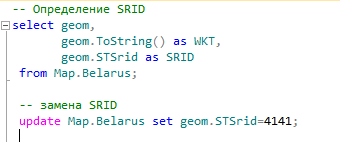 -- Определение SRID
select geom,
geom.ToString() as WKT,
geom.STSrid as SRID
from Map.Belarus;
-- замена SRID
update Map.Belarus set geom.STSrid=4141;